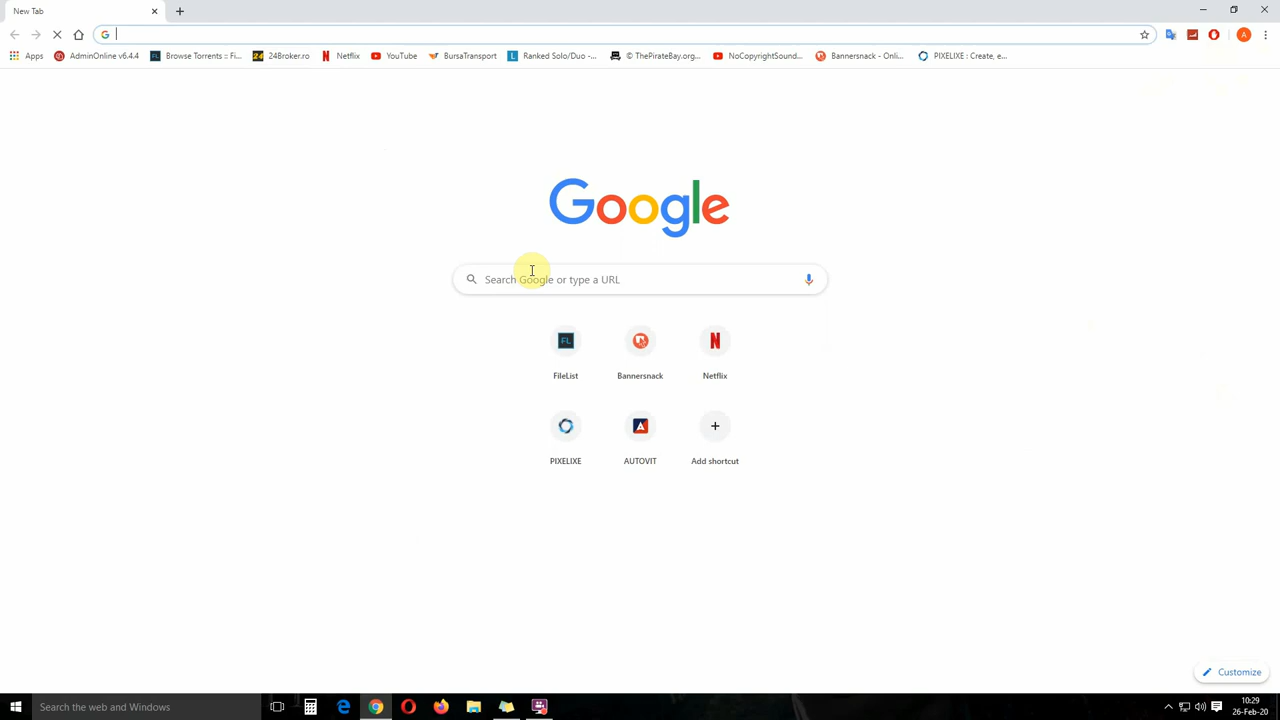 New Tab
Apps AdminOnline v6.4.4 Browse Torrents :: Fi... 24Broker.ro Netflix YouTube BursaTransport Ranked Solo/Duo -... © ThePirateBay.org... NoCopyrightSound... Bannersnack - Onli... PIXELIXE : Create, e...
A
Google
Search Google or type a URL
FL N
FileList Bannersnack Netflix
PIXELIXE AUTOVIT Add shortcut
Customize
Search the web and Windows
10:29
26-Feb-20